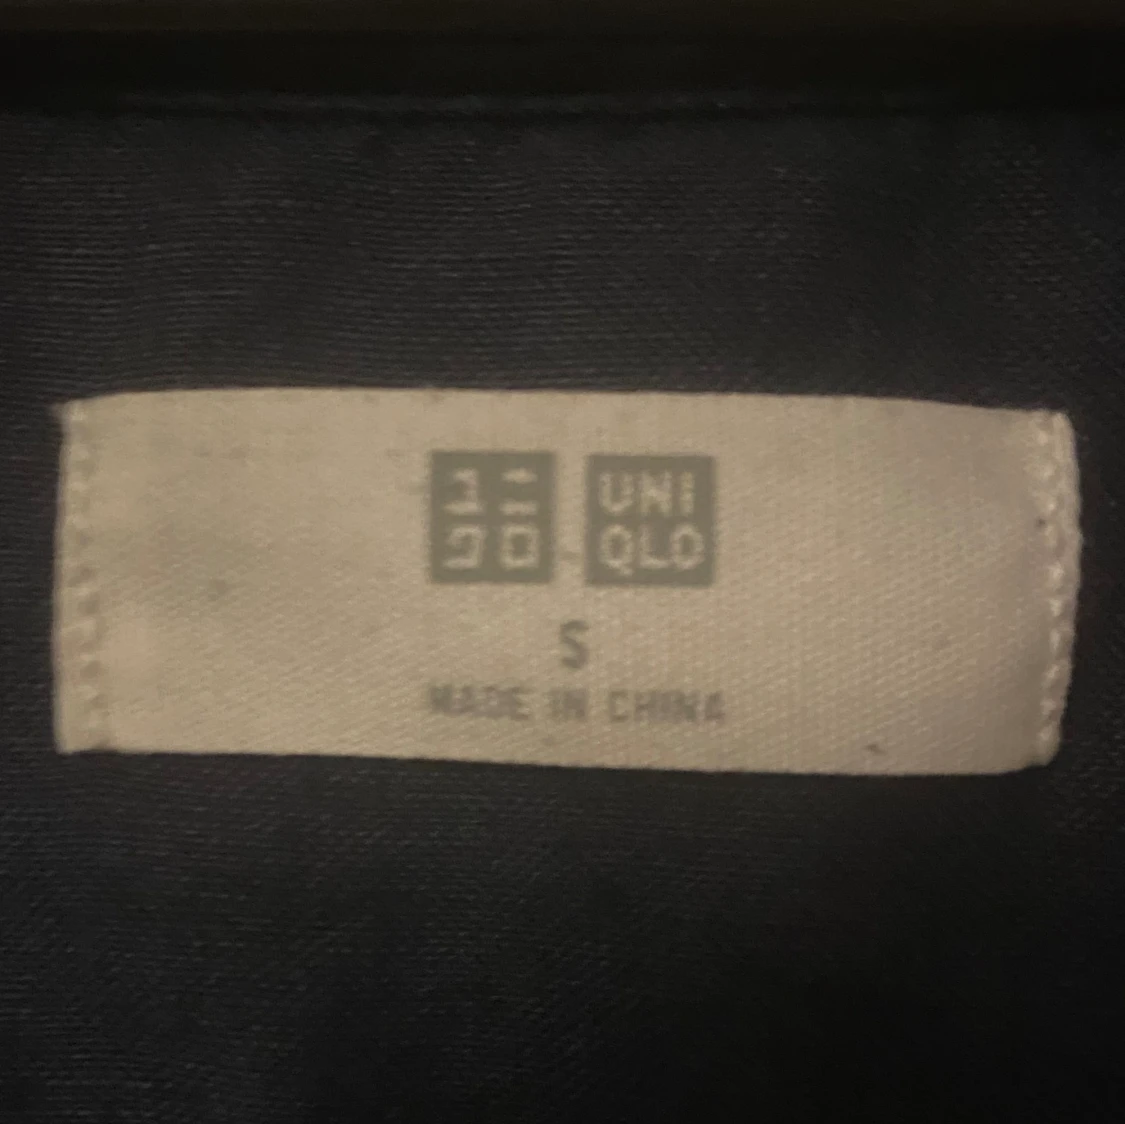 ユニ UNI
クロ QLO
S
MADE IN CHINA